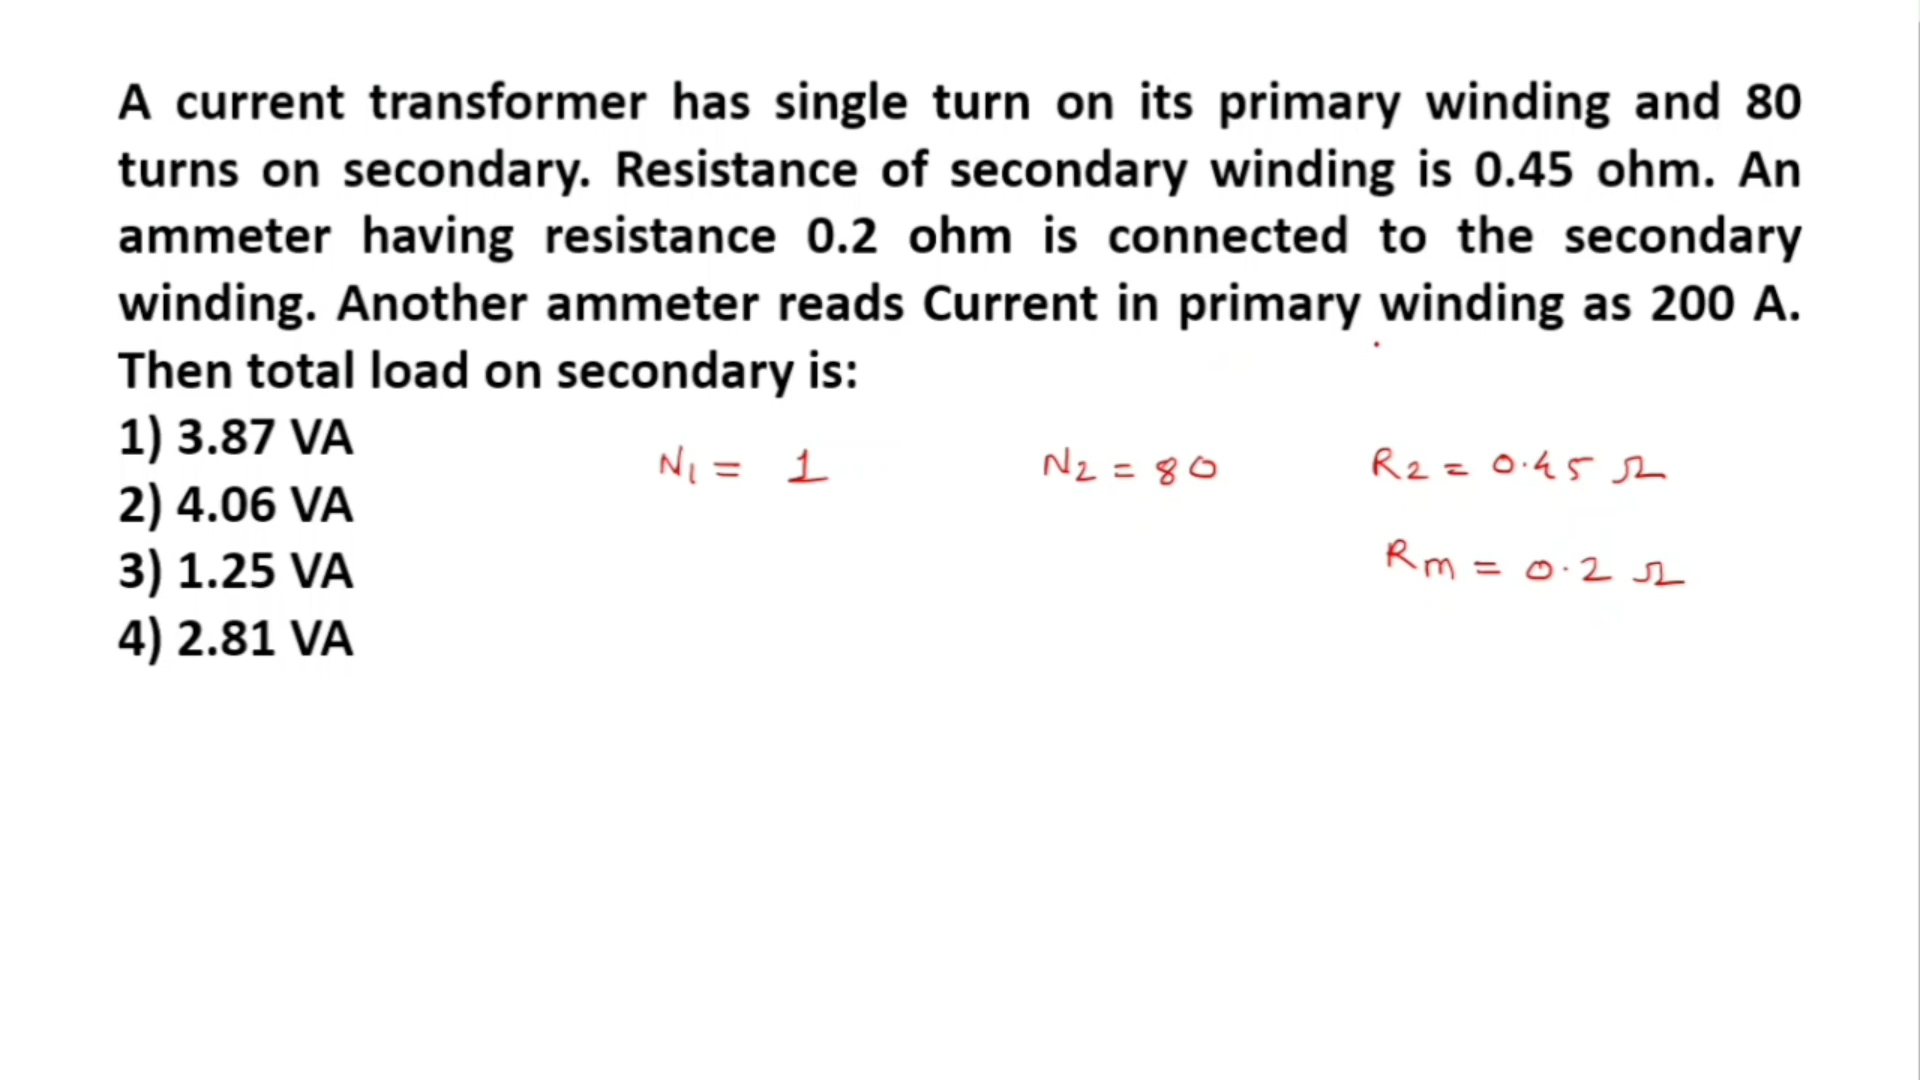 A current transformer has single turn on its primary winding and 80
turns on secondary. Resistance of secondary winding is 0.45 ohm. An
ammeter having resistance 0.2 ohm is connected to the secondary
winding. Another ammeter reads Current in primary winding as 200 A.
Then total load on secondary is:
1) 3.87 VA
N1 = 1 N2 = 80 R2 = 0.45 Ω
2) 4.06 VA
3) 1.25 VA
Rm = 0.2 Ω
4) 2.81 VA